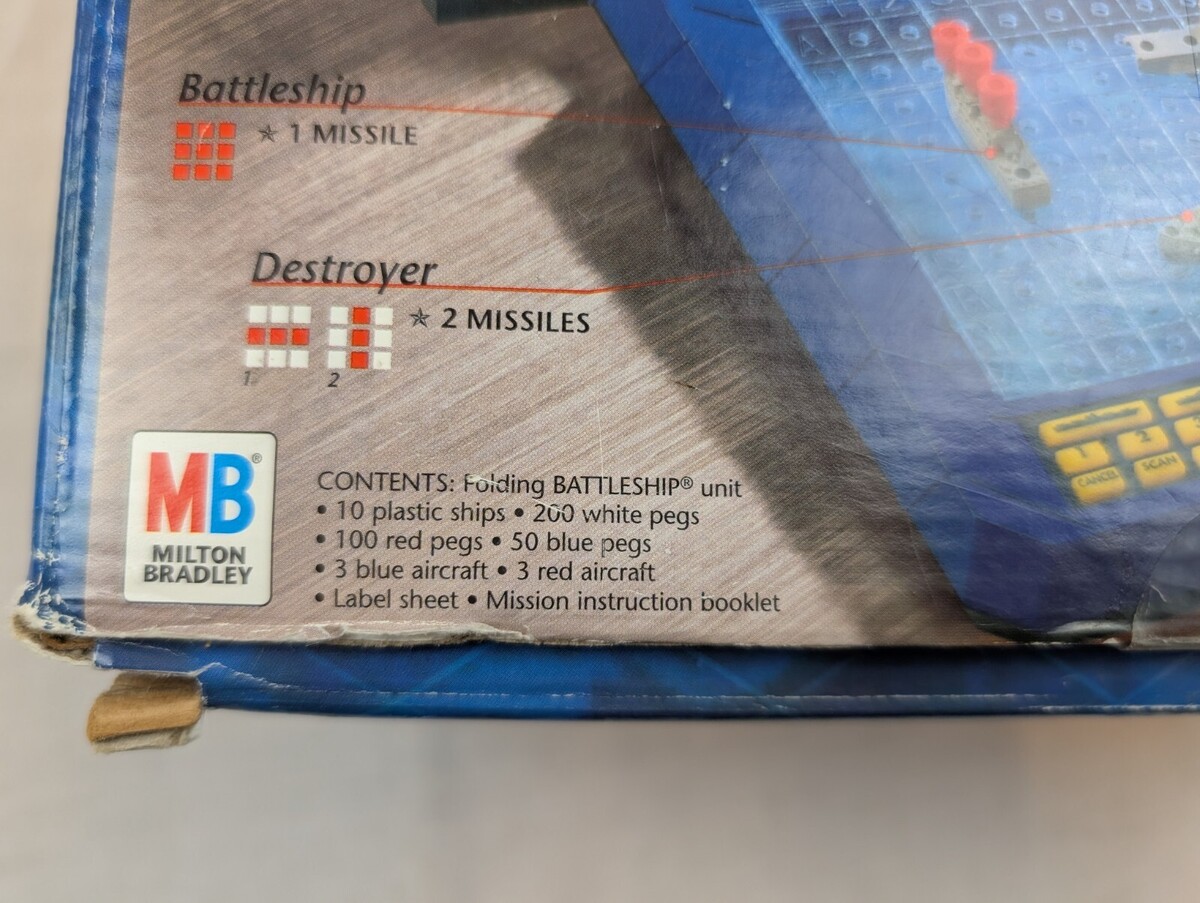 Battleship
★ 1 MISSILE
Destroyer
★ 2 MISSILES
1 2
MB®
MILTON
BRADLEY
CONTENTS: Folding BATTLESHIP® unit
• 10 plastic ships • 200 white pegs
• 100 red pegs • 50 blue pegs
• 3 blue aircraft • 3 red aircraft
• Label sheet • Mission instruction booklet
1 2
CANCEL SCAN